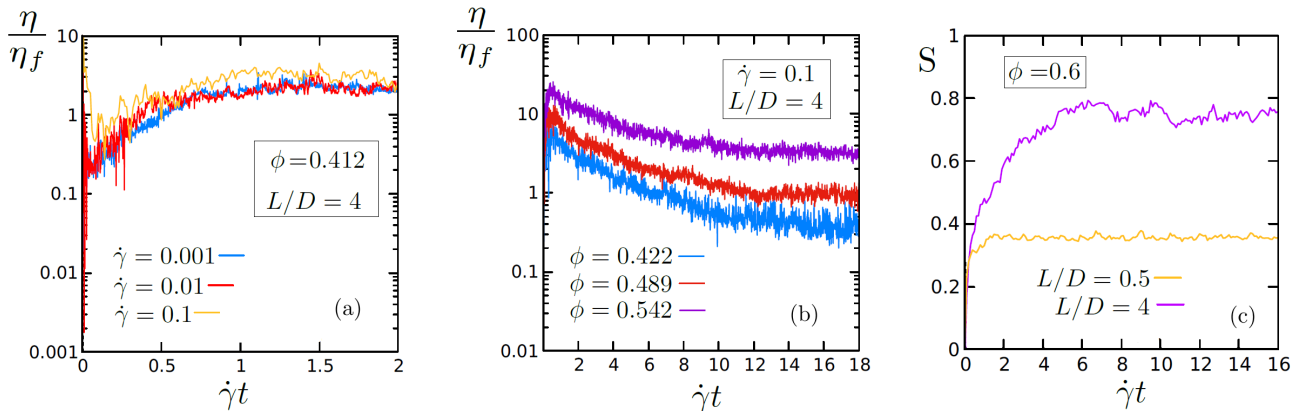 η/η_f
10
1
0.1
0.01
0.001
0
0.5
1
1.5
2
ϕ = 0.412
L/D = 4
γ̇ = 0.001
γ̇ = 0.01
γ̇ = 0.1
(a)
γ̇t
η/η_f
100
10
1
0.1
0.01
0 2 4 6 8 10 12 14 16 18
γ̇ = 0.1
L/D = 4
ϕ = 0.422
ϕ = 0.489
ϕ = 0.542
(b)
γ̇t
S
1
0.8
0.6
0.4
0.2
0
0 2 4 6 8 10 12 14 16
ϕ =0.6
L/D = 0.5
L/D = 4
(c)
γ̇t